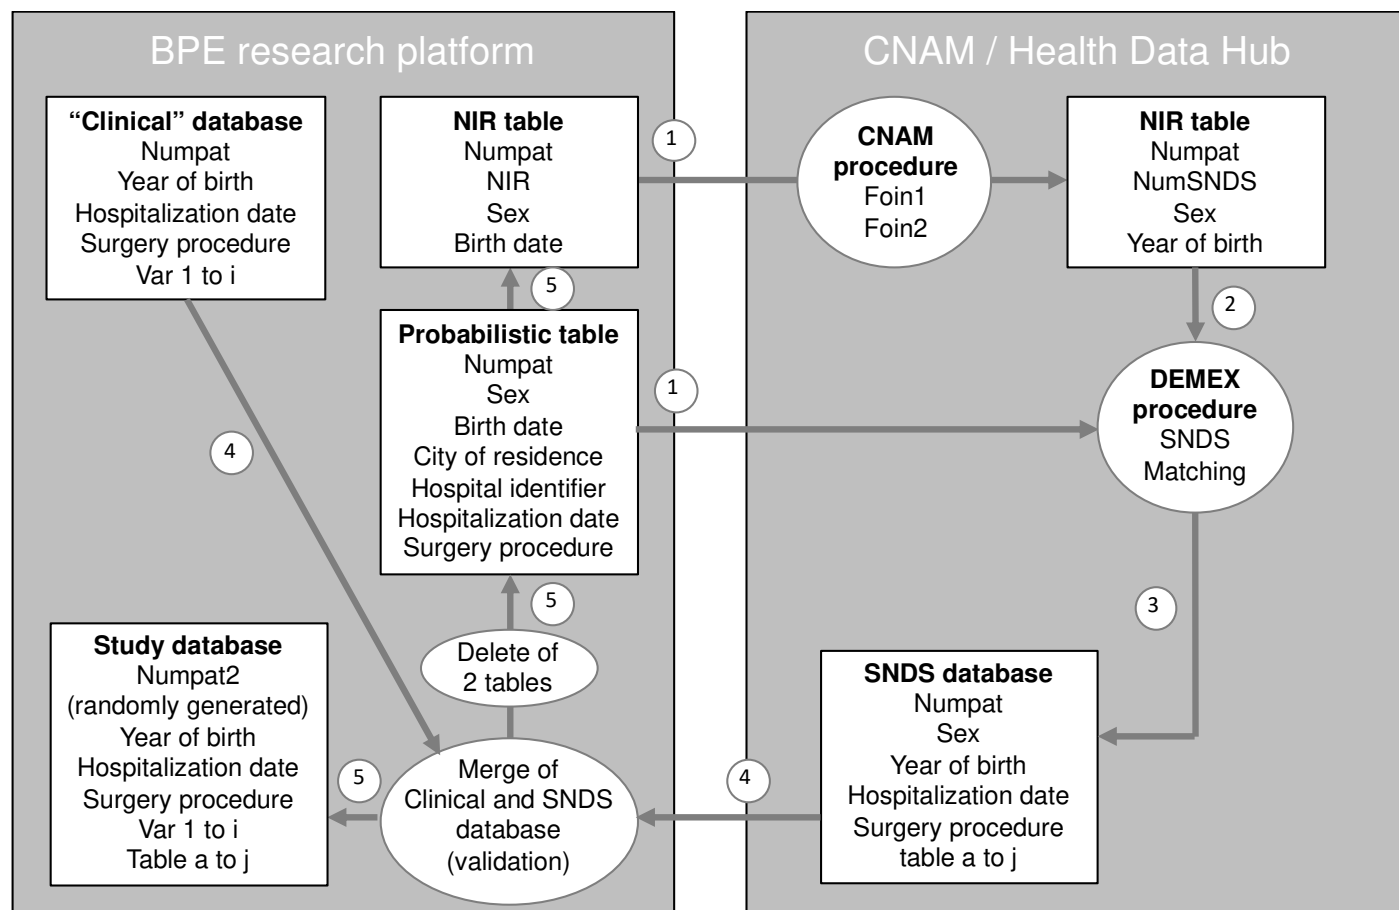 BPE research platform
“Clinical” database
Numpat
Year of birth
Hospitalization date
Surgery procedure
Var 1 to i
NIR table
Numpat
NIR
Sex
Birth date
1
5
Probabilistic table
Numpat
Sex
Birth date
City of residence
Hospital identifier
Hospitalization date
Surgery procedure
1
4
5
Delete of
2 tables
Study database
Numpat2
(randomly generated)
Year of birth
Hospitalization date
Surgery procedure
Var 1 to i
Table a to j
5
Merge of
Clinical and SNDS
database
(validation)
4
CNAM / Health Data Hub
CNAM
procedure
Foin1
Foin2
NIR table
Numpat
NumSNDS
Sex
Year of birth
2
DEMEX
procedure
SNDS
Matching
3
SNDS database
Numpat
Sex
Year of birth
Hospitalization date
Surgery procedure
table a to j